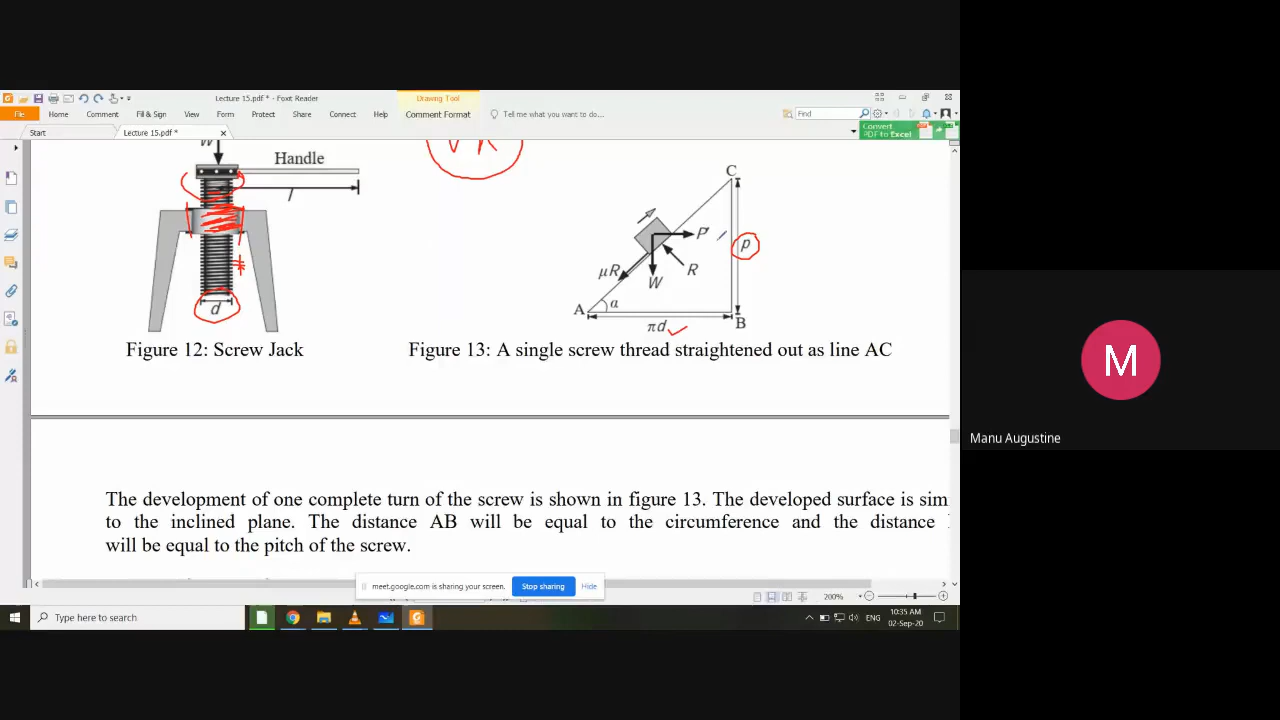 Lecture 15.pdf * - Foxit Reader
Drawing Tool
File
Home
Comment
Fill & Sign
View
Form
Protect
Share
Connect
Help
Comment Format
Tell me what you want to do...
Find
Start
Lecture 15.pdf *
Convert
PDF to Excel
W
Handle
l
d
C
P'
p
μR
R
W
A
α
B
πd
Figure 12: Screw Jack
Figure 13: A single screw thread straightened out as line AC
The development of one complete turn of the screw is shown in figure 13. The developed surface is sim
to the inclined plane. The distance AB will be equal to the circumference and the distance
will be equal to the pitch of the screw.
meet.google.com is sharing your screen.
Stop sharing
Hide
200%
Type here to search
ENG
10:35 AM
02-Sep-20
M
Manu Augustine